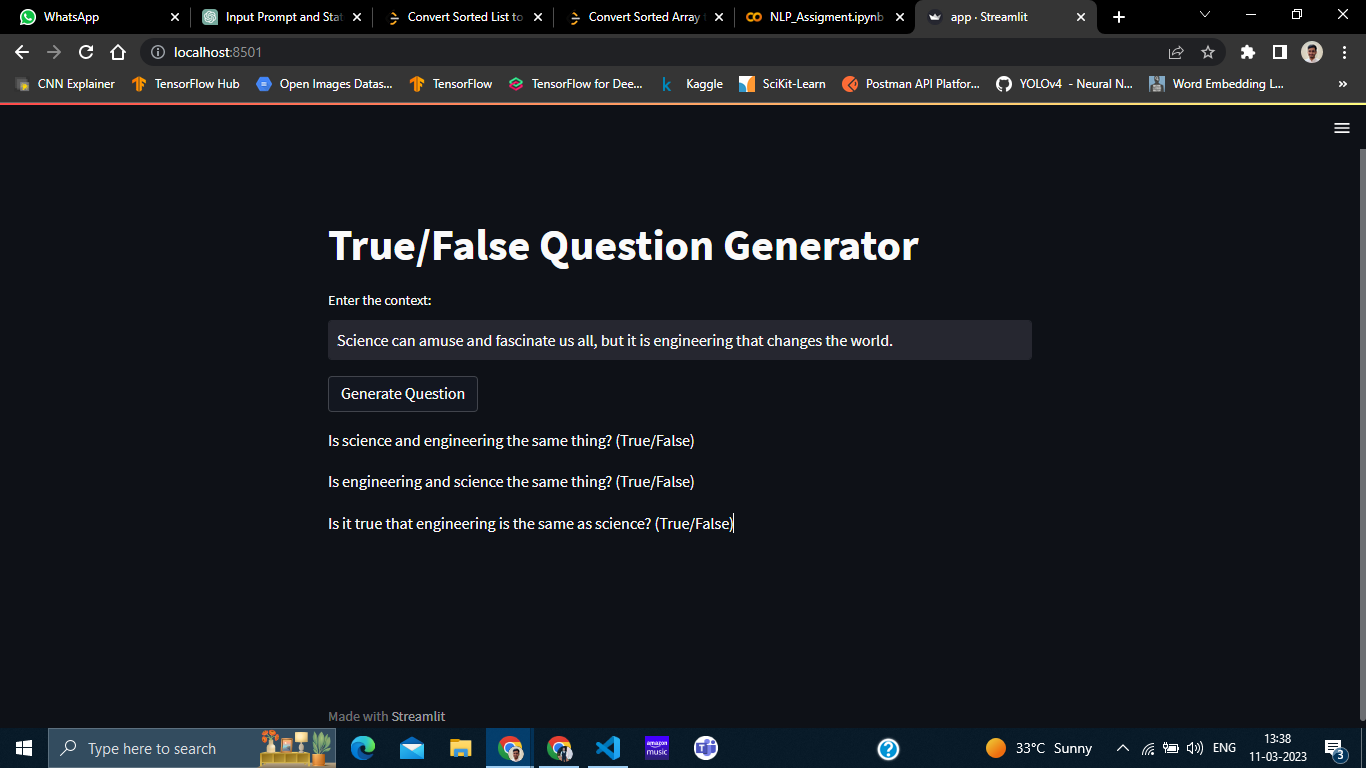 WhatsApp
Input Prompt and Stat
Convert Sorted List to
Convert Sorted Array
NLP_Assigment.ipynb
app · Streamlit
localhost:8501
CNN Explainer
TensorFlow Hub
Open Images Datas...
TensorFlow
TensorFlow for Dee...
Kaggle
SciKit-Learn
Postman API Platfor...
YOLOv4 - Neural N...
Word Embedding L...
True/False Question Generator
Enter the context:
Science can amuse and fascinate us all, but it is engineering that changes the world.
Generate Question
Is science and engineering the same thing? (True/False)
Is engineering and science the same thing? (True/False)
Is it true that engineering is the same as science? (True/False)
Made with Streamlit
Type here to search
amazon music
33°C Sunny
ENG
13:38
11-03-2023
3